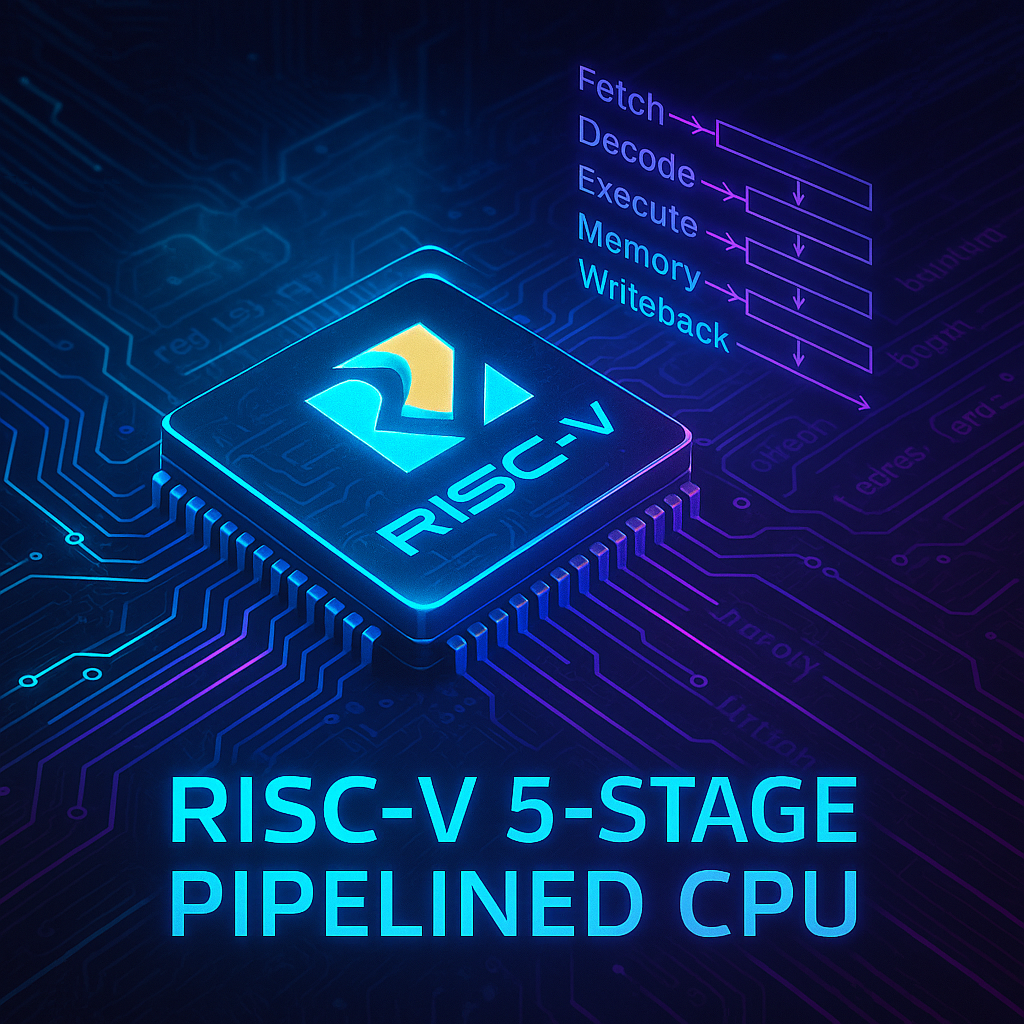 Fetch
Decode
Execute
Memory
Writeback
RISC-V
RISC-V 5-STAGE
PIPELINED CPU